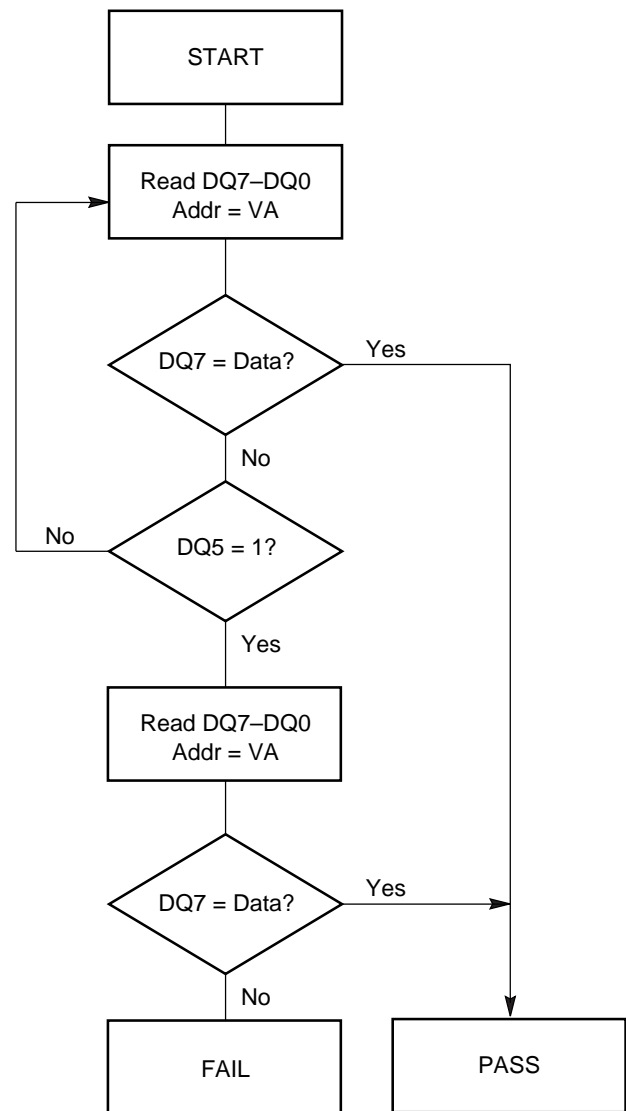 START
Read DQ7–DQ0
Addr = VA
DQ7 = Data?
Yes
No
No
DQ5 = 1?
Yes
Read DQ7–DQ0
Addr = VA
DQ7 = Data?
Yes
No
FAIL
PASS